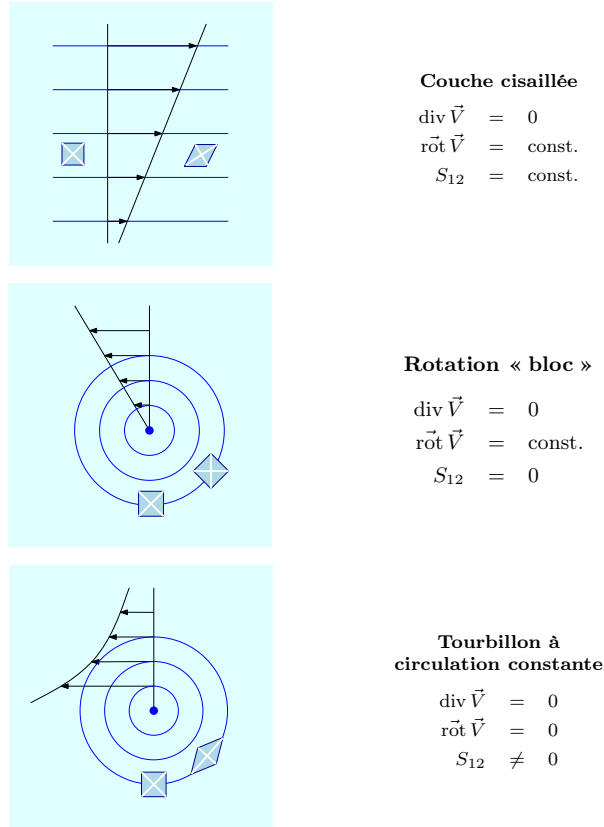 Couche cisaillée
div V⃗ = 0
rot⃗ V⃗ = const.
S₁₂ = const.
Rotation « bloc »
div V⃗ = 0
rot⃗ V⃗ = const.
S₁₂ = 0
Tourbillon à
circulation constante
div V⃗ = 0
rot⃗ V⃗ = 0
S₁₂ ≠ 0